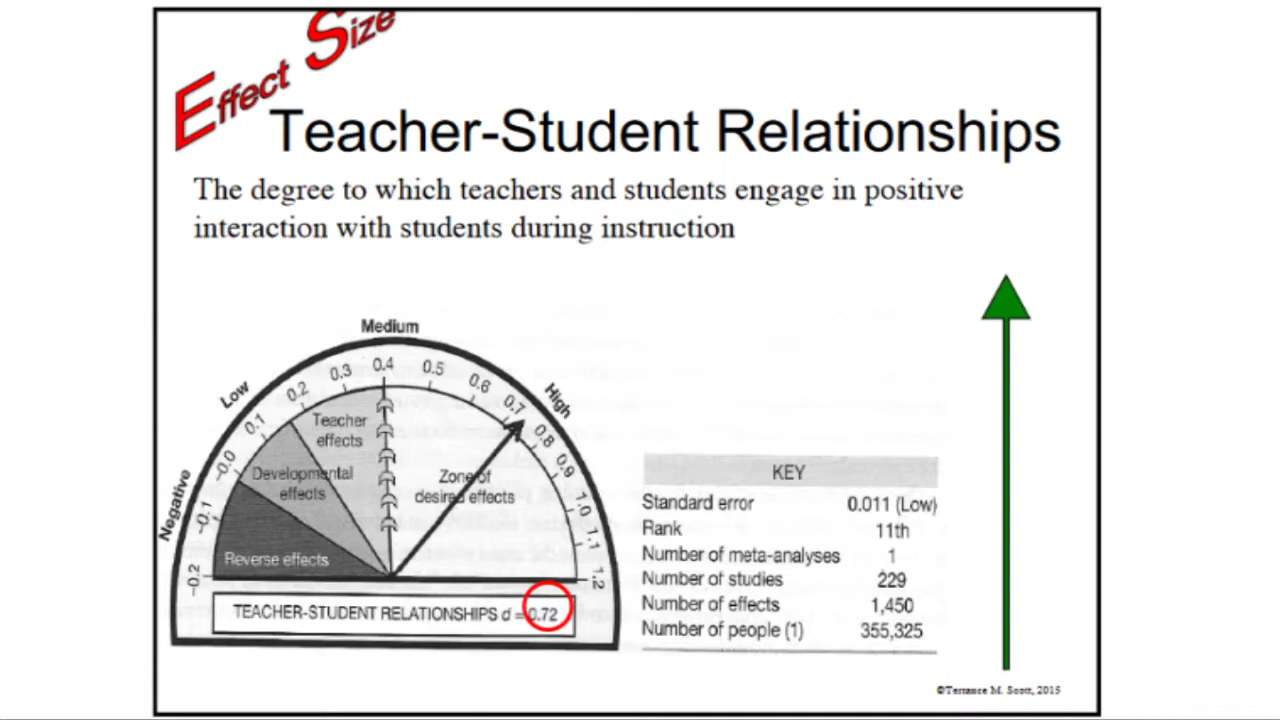 Effect Size
Teacher-Student Relationships
The degree to which teachers and students engage in positive
interaction with students during instruction
Medium
Low
High
Negative
-0.2
-0.1
-0.0
0.1
0.2
0.3
0.4
0.5
0.6
0.7
0.8
0.9
1.0
1.1
1.2
Teacher
effects
Developmental
effects
Reverse effects
Zone of
desired effects
TEACHER-STUDENT RELATIONSHIPS d = 0.72
KEY
Standard error 0.011 (Low)
Rank 11th
Number of meta-analyses 1
Number of studies 229
Number of effects 1,450
Number of people (1) 355,325
©Terrance M. Scott, 2015